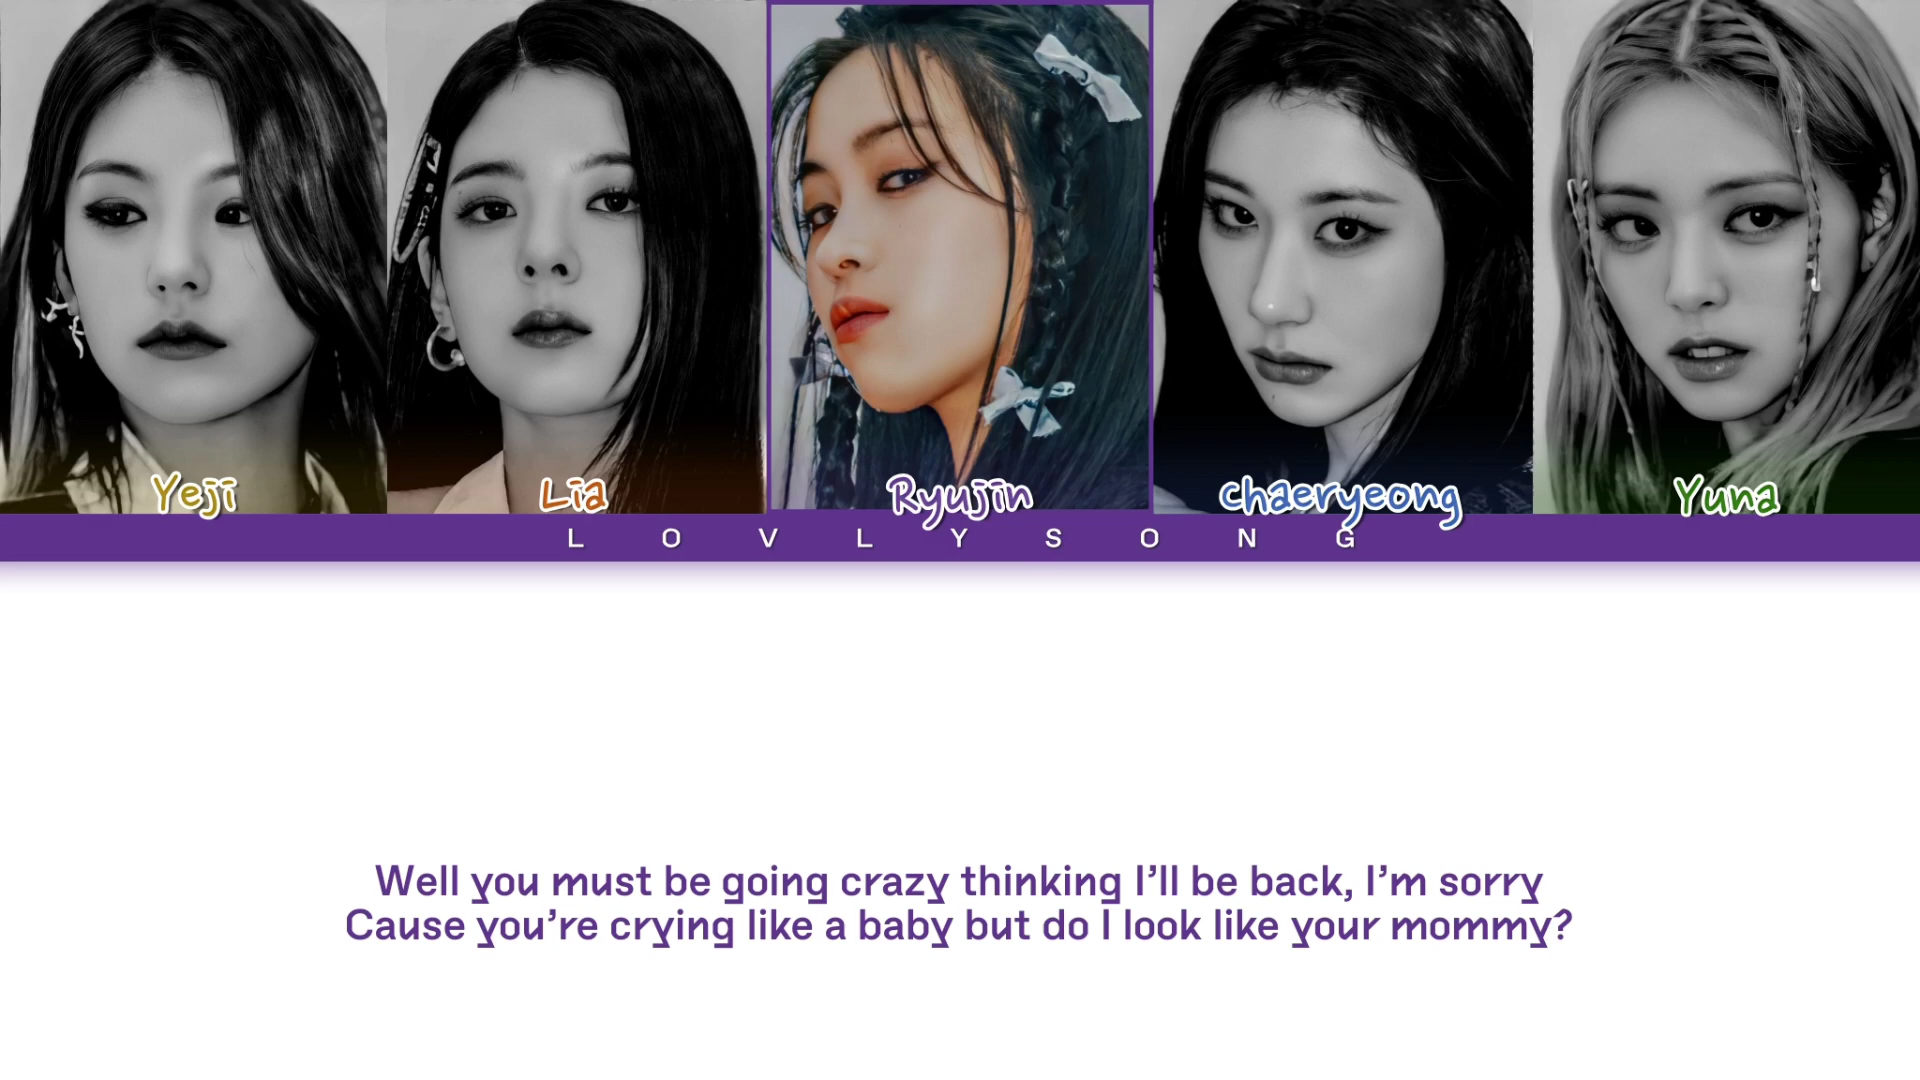 Yeji Lia Ryujin chaeryeong Yuna
LOVLYSONG
Well you must be going crazy thinking I’ll be back, I’m sorry
Cause you’re crying like a baby but do I look like your mommy?